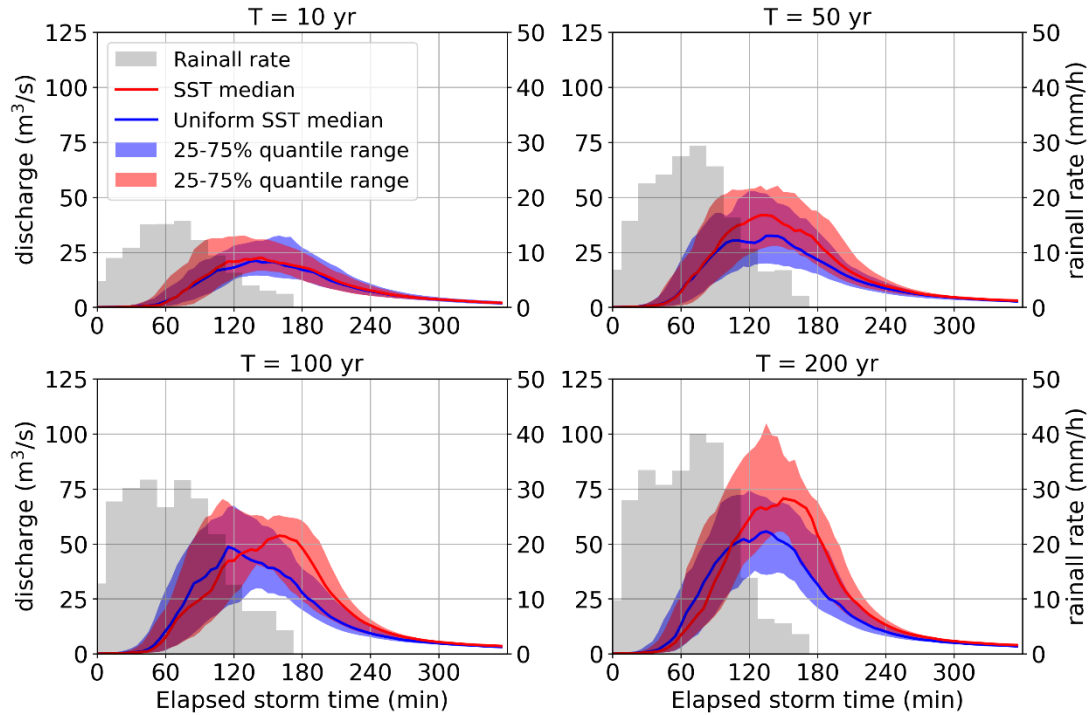 T = 10 yr
125
100
75
50
25
0
discharge (m³/s)
Rainall rate
SST median
Uniform SST median
25-75% quantile range
25-75% quantile range
50
40
30
20
10
0
0 60 120 180 240 300
T = 50 yr
125
100
75
50
25
0
50
40
30
20
10
0
rainfall rate (mm/h)
0 60 120 180 240 300
T = 100 yr
125
100
75
50
25
0
discharge (m³/s)
50
40
30
20
10
0
0 60 120 180 240 300
Elapsed storm time (min)
T = 200 yr
125
100
75
50
25
0
50
40
30
20
10
0
rainfall rate (mm/h)
0 60 120 180 240 300
Elapsed storm time (min)